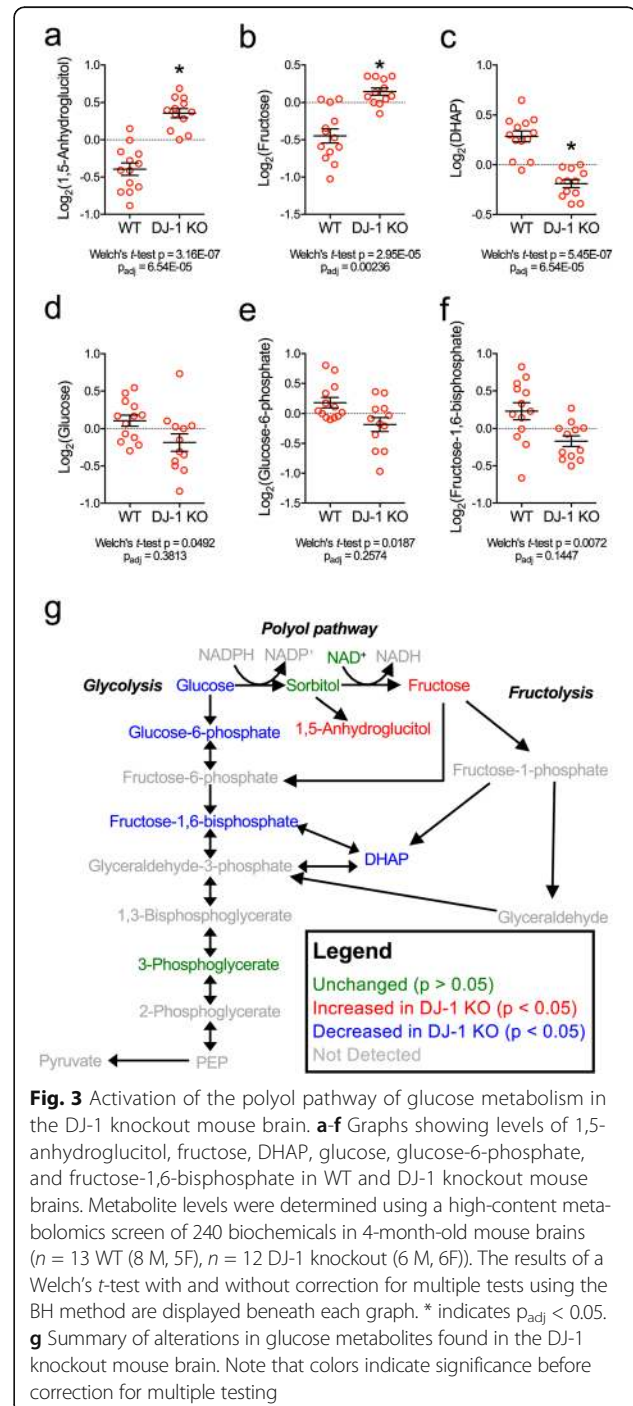 a
b
c
Log2(1,5-Anhydroglucitol)
1.0
0.5
0.0
-0.5
-1.0
*
WT DJ-1 KO
Welch's t-test p = 3.16E-07
padj = 6.54E-05
Log2(Fructose)
1.0
0.5
0.0
-0.5
-1.0
-1.5
*
WT DJ-1 KO
Welch's t-test p = 2.95E-05
padj = 0.00236
Log2(DHAP)
1.0
0.5
0.0
-0.5
*
WT DJ-1 KO
Welch's t-test p = 5.45E-07
padj = 6.54E-05
d
e
f
Log2(Glucose)
1.0
0.5
0.0
-0.5
-1.0
WT DJ-1 KO
Welch's t-test p = 0.0492
padj = 0.3813
Log2(Glucose-6-phosphate)
1.0
0.5
0.0
-0.5
-1.0
-1.5
WT DJ-1 KO
Welch's t-test p = 0.0187
padj = 0.2574
Log2(Fructose-1,6-bisphosphate)
1.0
0.5
0.0
-0.5
-1.0
WT DJ-1 KO
Welch's t-test p = 0.0072
padj = 0.1447
g
Polyol pathway
NADPH NADP+ NAD+ NADH
Glycolysis Glucose Sorbitol Fructose Fructolysis
Glucose-6-phosphate 1,5-Anhydroglucitol
Fructose-6-phosphate Fructose-1-phosphate
Fructose-1,6-bisphosphate
DHAP
Glyceraldehyde-3-phosphate
1,3-Bisphosphoglycerate Glyceraldehyde
3-Phosphoglycerate
2-Phosphoglycerate
Pyruvate PEP
Legend
Unchanged (p > 0.05)
Increased in DJ-1 KO (p < 0.05)
Decreased in DJ-1 KO (p < 0.05)
Not Detected
Fig. 3 Activation of the polyol pathway of glucose metabolism in
the DJ-1 knockout mouse brain. a-f Graphs showing levels of 1,5-
anhydroglucitol, fructose, DHAP, glucose, glucose-6-phosphate,
and fructose-1,6-bisphosphate in WT and DJ-1 knockout mouse
brains. Metabolite levels were determined using a high-content meta-
bolomics screen of 240 biochemicals in 4-month-old mouse brains
(n = 13 WT (8 M, 5F), n = 12 DJ-1 knockout (6 M, 6F)). The results of a
Welch's t-test with and without correction for multiple tests using the
BH method are displayed beneath each graph. * indicates padj < 0.05.
g Summary of alterations in glucose metabolites found in the DJ-1
knockout mouse brain. Note that colors indicate significance before
correction for multiple testing